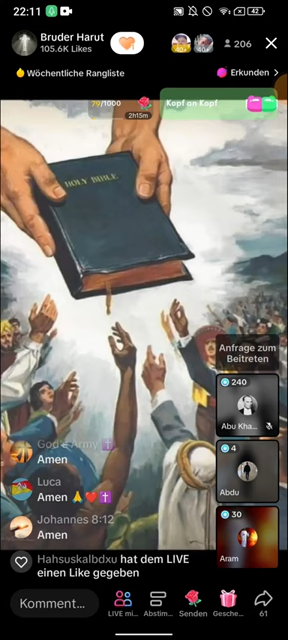 22:11
42
Bruder Harut
105.6K Likes
206
Wöchentliche Rangliste
Erkunden >
79/1000
Kopf an Kopf
2h15m
HOLY BIBLE
Anfrage zum
Beitreten
240
Abu Kha...
4
Abdu
30
Aram
God's Army
Amen
Luca
Amen 🙏❤️✝️
Johannes 8:12
Amen
Hahsuskalbdxu hat dem LIVE
einen Like gegeben
Komment...
LIVE mi...
Abstim...
Senden
Gesche...
61